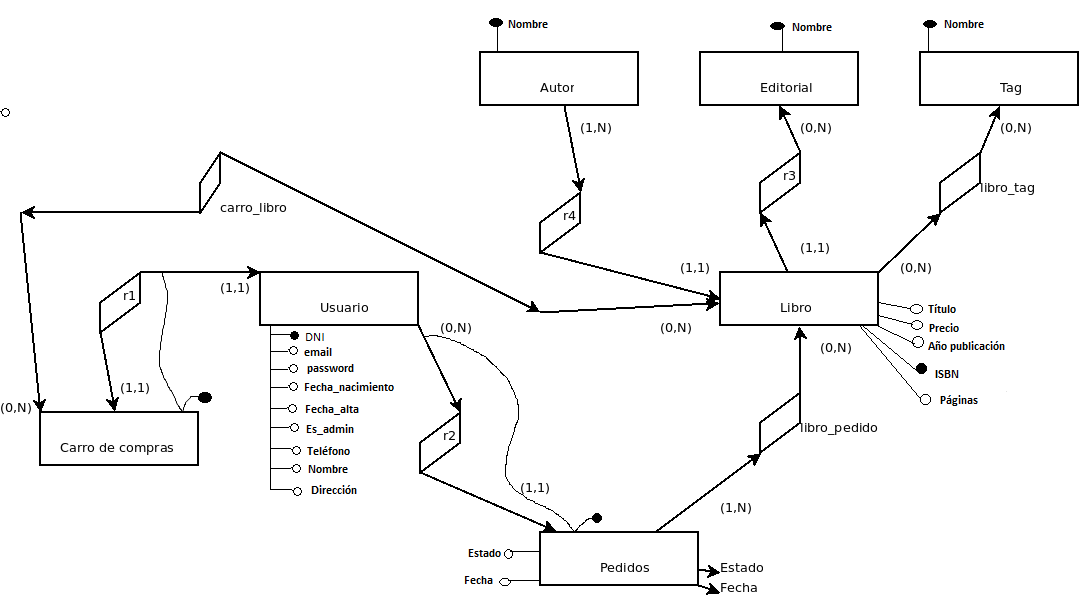 Nombre
Nombre
Nombre
Autor
Editorial
Tag
(1,N)
(0,N)
(0,N)
r3
libro_tag
carro_libro
r4
(1,1)
(1,1)
(0,N)
(1,1)
r1
Usuario
Libro
(0,N)
(0,N)
(0,N)
Título
Precio
Año publicación
ISBN
Páginas
DNI
email
password
Fecha_nacimiento
Fecha_alta
Es_admin
Teléfono
Nombre
Dirección
(1,1)
(0,N)
Carro de compras
r2
libro_pedido
(1,1)
(1,N)
Estado
Fecha
Pedidos
Estado
Fecha